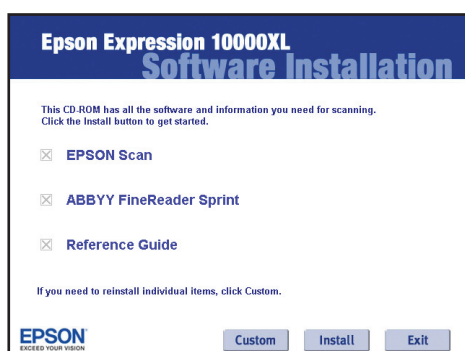 Epson Expression 10000XL
Software Installation
This CD-ROM has all the software and information you need for scanning.
Click the Install button to get started.
EPSON Scan
ABBYY FineReader Sprint
Reference Guide
If you need to reinstall individual items, click Custom.
EPSON
EXCEED YOUR VISION
Custom
Install
Exit